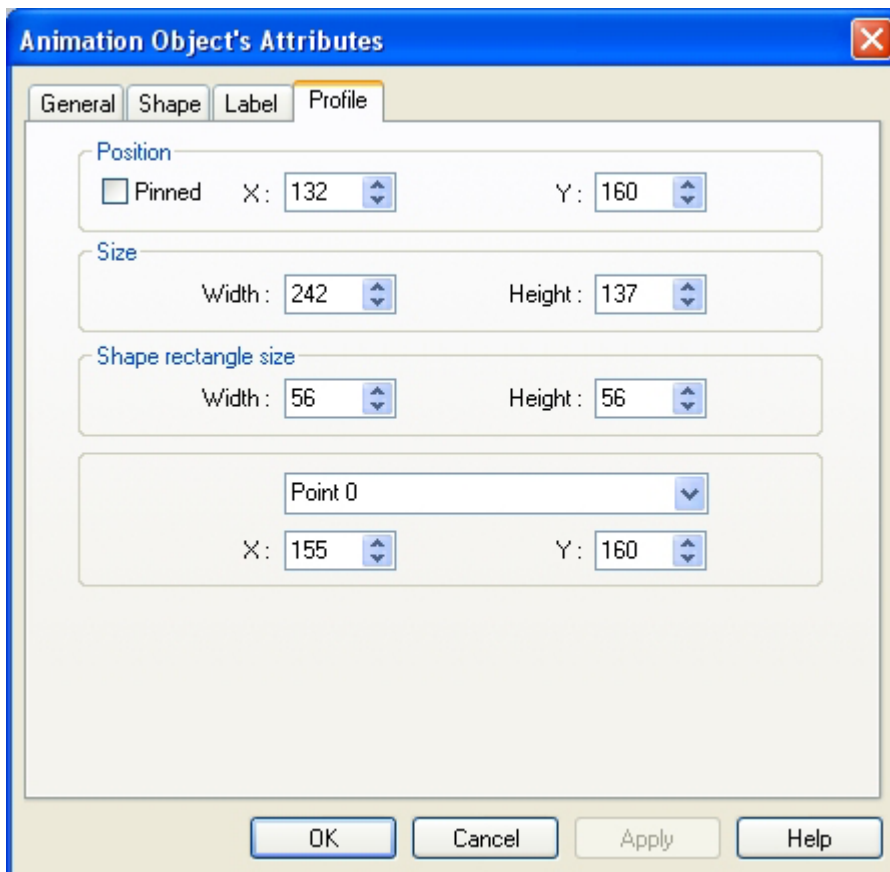 Animation Object's Attributes
General Shape Label Profile
Position
Pinned X : 132 Y : 160
Size
Width : 242 Height : 137
Shape rectangle size
Width : 56 Height : 56
Point 0
X : 155 Y : 160
OK Cancel Apply Help